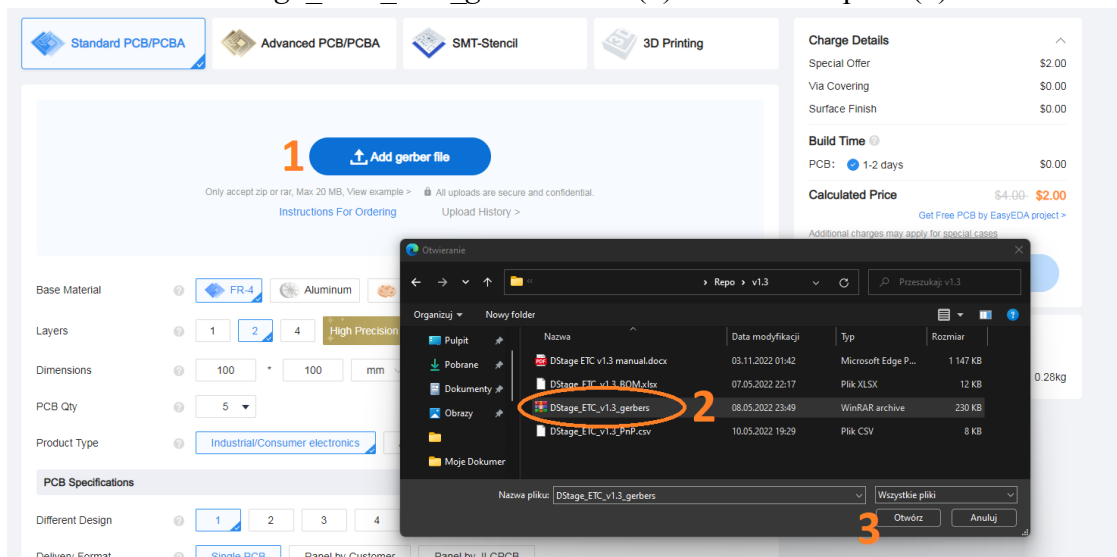 Standard PCB/PCBA
Advanced PCB/PCBA
SMT-Stencil
3D Printing
Charge Details
Special Offer $2.00
Via Covering $0.00
Surface Finish $0.00
Build Time
PCB: 1-2 days $0.00
Calculated Price $4.00 $2.00
Get Free PCB by EasyEDA project >
Additional charges may apply for special cases
0.28kg
1
Add gerber file
Only accept zip or rar, Max 20 MB, View example > All uploads are secure and confidential.
Instructions For Ordering Upload History >
Base Material FR-4 Aluminum
Layers 1 2 4 High Precision
Dimensions 100 * 100 mm
PCB Qty 5
Product Type Industrial/Consumer electronics
PCB Specifications
Different Design 1 2 3 4
Delivery Format Single PCB Panel by Customer Panel by JLCPCB
Otwieranie
« > Repo > v1.3 Przeszukaj: v1.3
Organizuj Nowy folder
Nazwa Data modyfikacji Typ Rozmiar
Pulpit
Pobrane
Dokumenty
Obrazy
Moje Dokumer
DStage ETC v1.3 manual.docx 03.11.2022 01:42 Microsoft Edge P... 1 147 KB
DStage_ETC_v1.3_BOM.xlsx 07.05.2022 22:17 Plik XLSX 12 KB
DStage_ETC_v1.3_gerbers 08.05.2022 23:49 WinRAR archive 230 KB
2
DStage_ETC_v1.3_PnP.csv 10.05.2022 19:29 Plik CSV 8 KB
Nazwa pliku: DStage_ETC_v1.3_gerbers Wszystkie pliki
3
Otwórz Anuluj